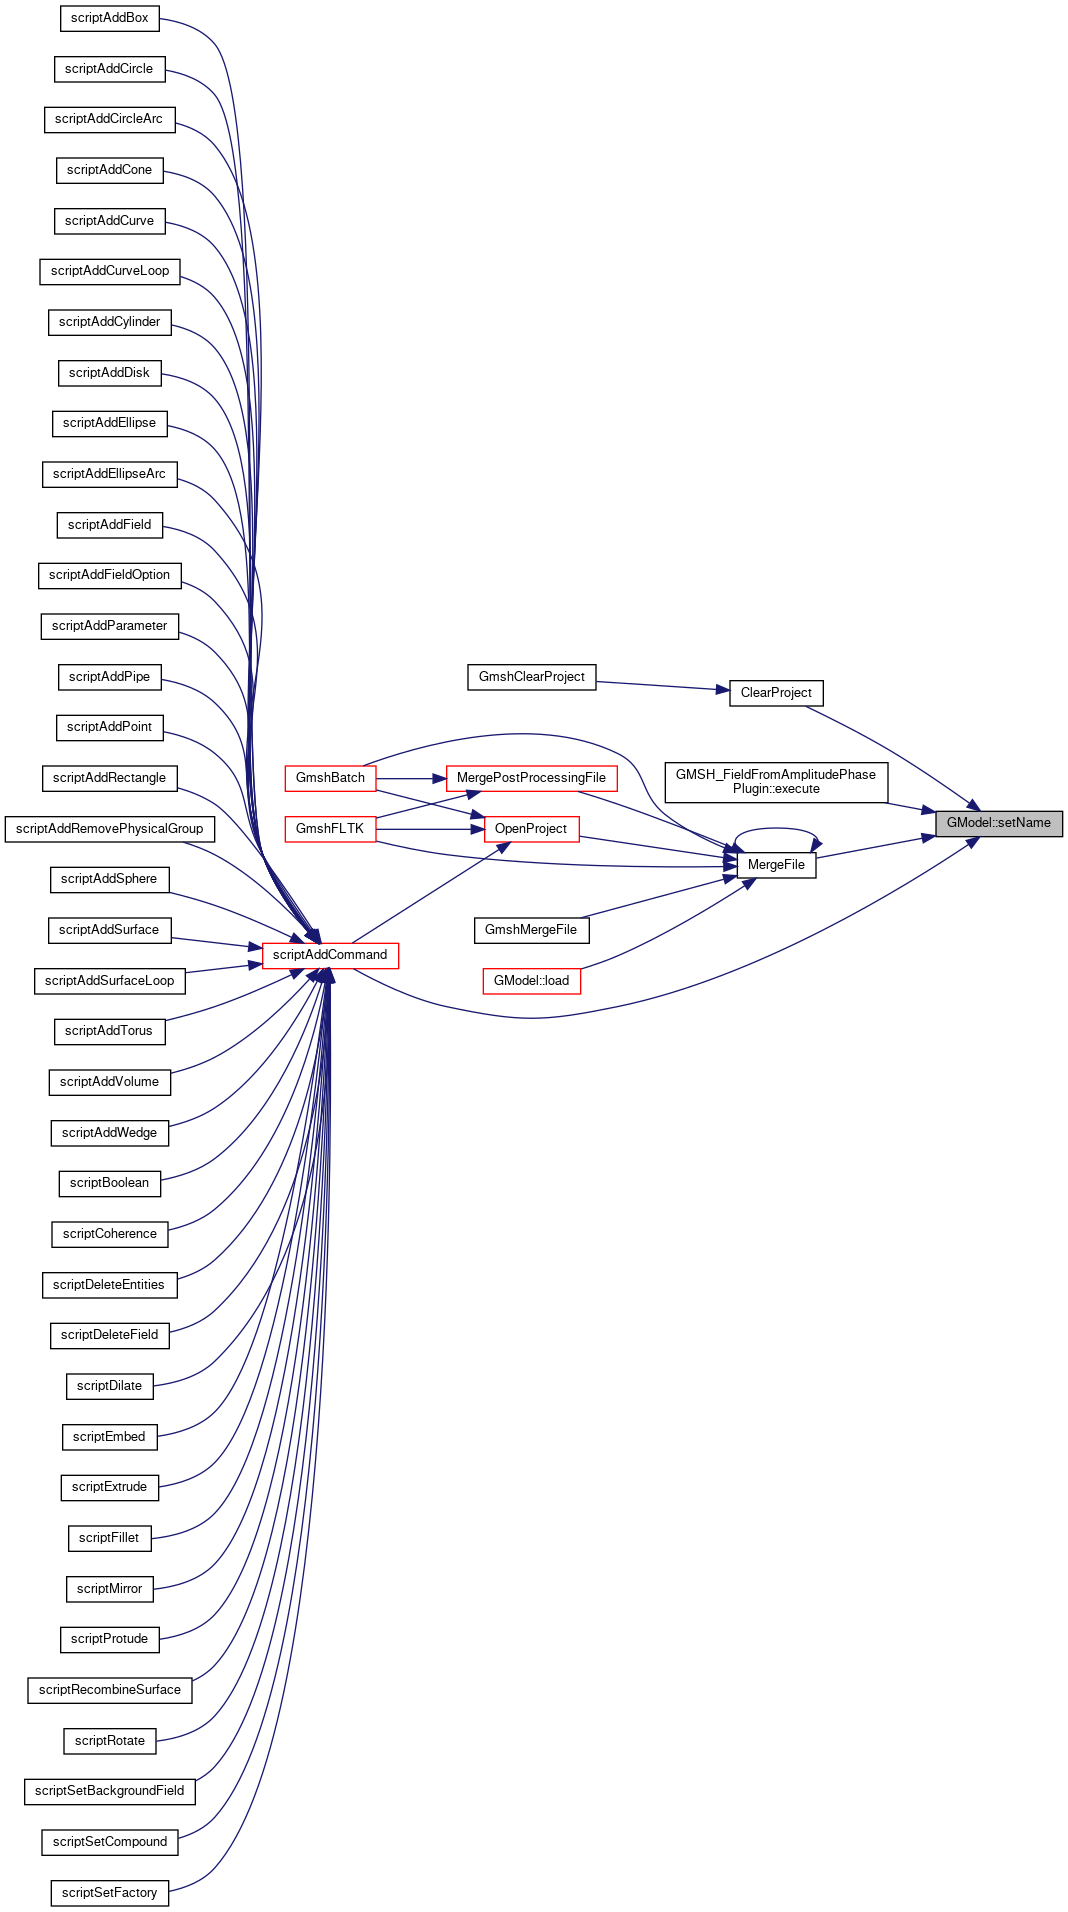 scriptAddBox
scriptAddCircle
scriptAddCircleArc
scriptAddCone
scriptAddCurve
scriptAddCurveLoop
scriptAddCylinder
scriptAddDisk
scriptAddEllipse
scriptAddEllipseArc
scriptAddField
scriptAddFieldOption
scriptAddParameter
scriptAddPipe
scriptAddPoint
scriptAddRectangle
scriptAddRemovePhysicalGroup
scriptAddSphere
scriptAddSurface
scriptAddSurfaceLoop
scriptAddTorus
scriptAddVolume
scriptAddWedge
scriptBoolean
scriptCoherence
scriptDeleteEntities
scriptDeleteField
scriptDilate
scriptEmbed
scriptExtrude
scriptFillet
scriptMirror
scriptProtude
scriptRecombineSurface
scriptRotate
scriptSetBackgroundField
scriptSetCompound
scriptSetFactory
GmshBatch
GmshFLTK
scriptAddCommand
GmshClearProject
MergePostProcessingFile
OpenProject
GmshMergeFile
GModel::load
ClearProject
GMSH_FieldFromAmplitudePhase
Plugin::execute
MergeFile
GModel::setName